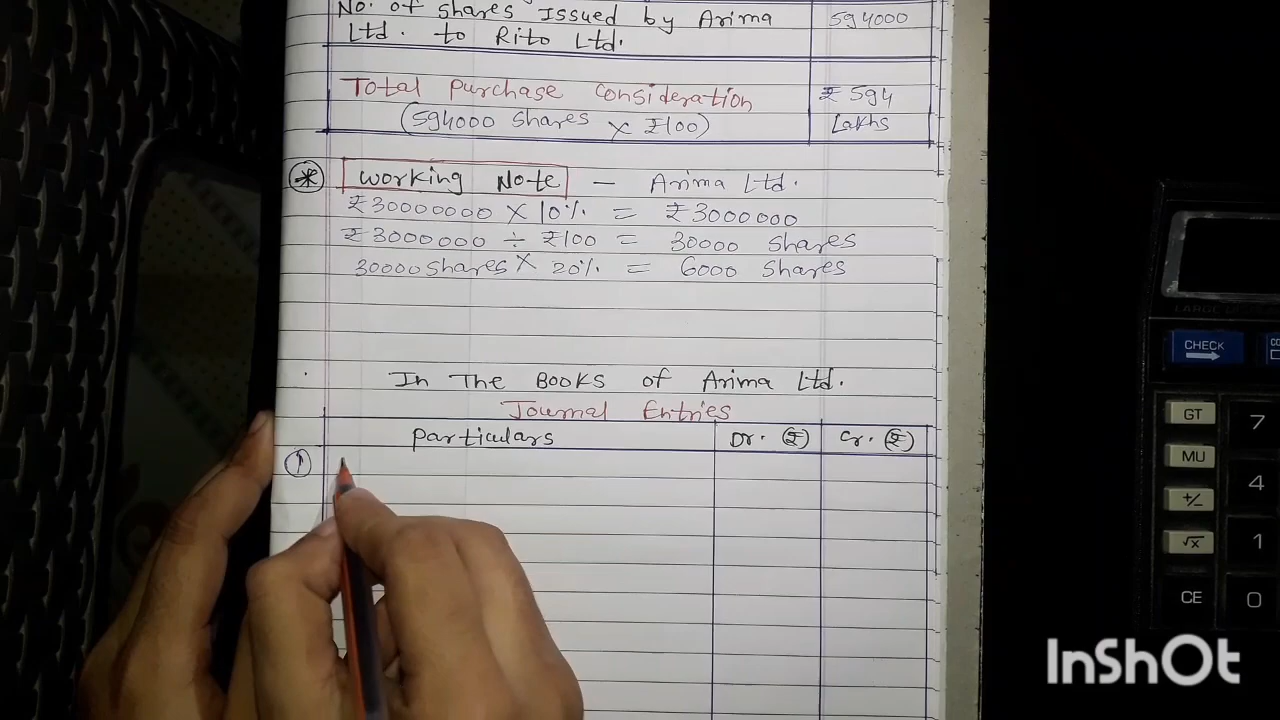 No. of shares Issued by Arima
Ltd. to Rito Ltd.
594000
Total Purchase Consideration
(594000 shares × ₹100)
₹ 594
Lakhs
* Working Note - Arima Ltd.
₹30000000 × 10% = ₹3000000
₹3000000 ÷ ₹100 = 30000 shares
30000 shares × 20% = 6000 shares
In The Books of Arima Ltd.
Journal Entries
Particulars Dr. (₹) Cr. (₹)
1
CHECK
GT
7
MU
4
+/-
√x
1
CE
0
InShOt